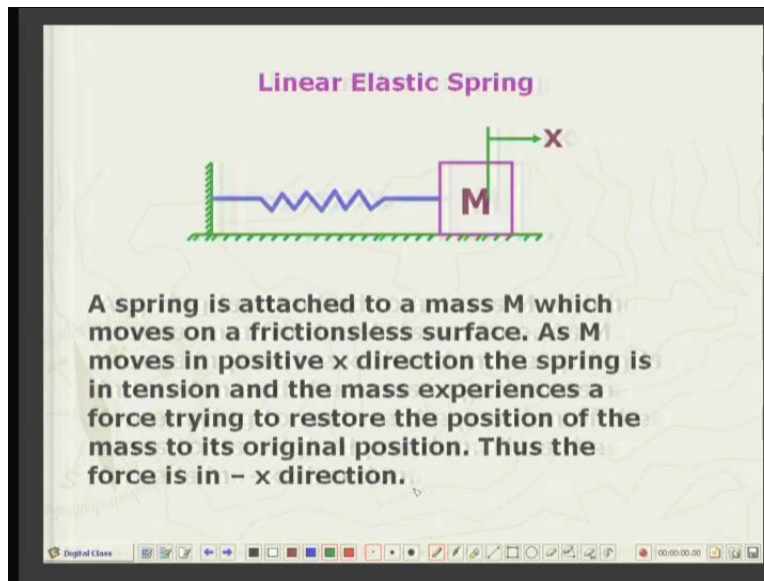 Linear Elastic Spring
X
M
A spring is attached to a mass M which
moves on a frictionsless surface. As M
moves in positive x direction the spring is
in tension and the mass experiences a
force trying to restore the position of the
mass to its original position. Thus the
force is in – x direction.
Digital Class
00:00:00.00